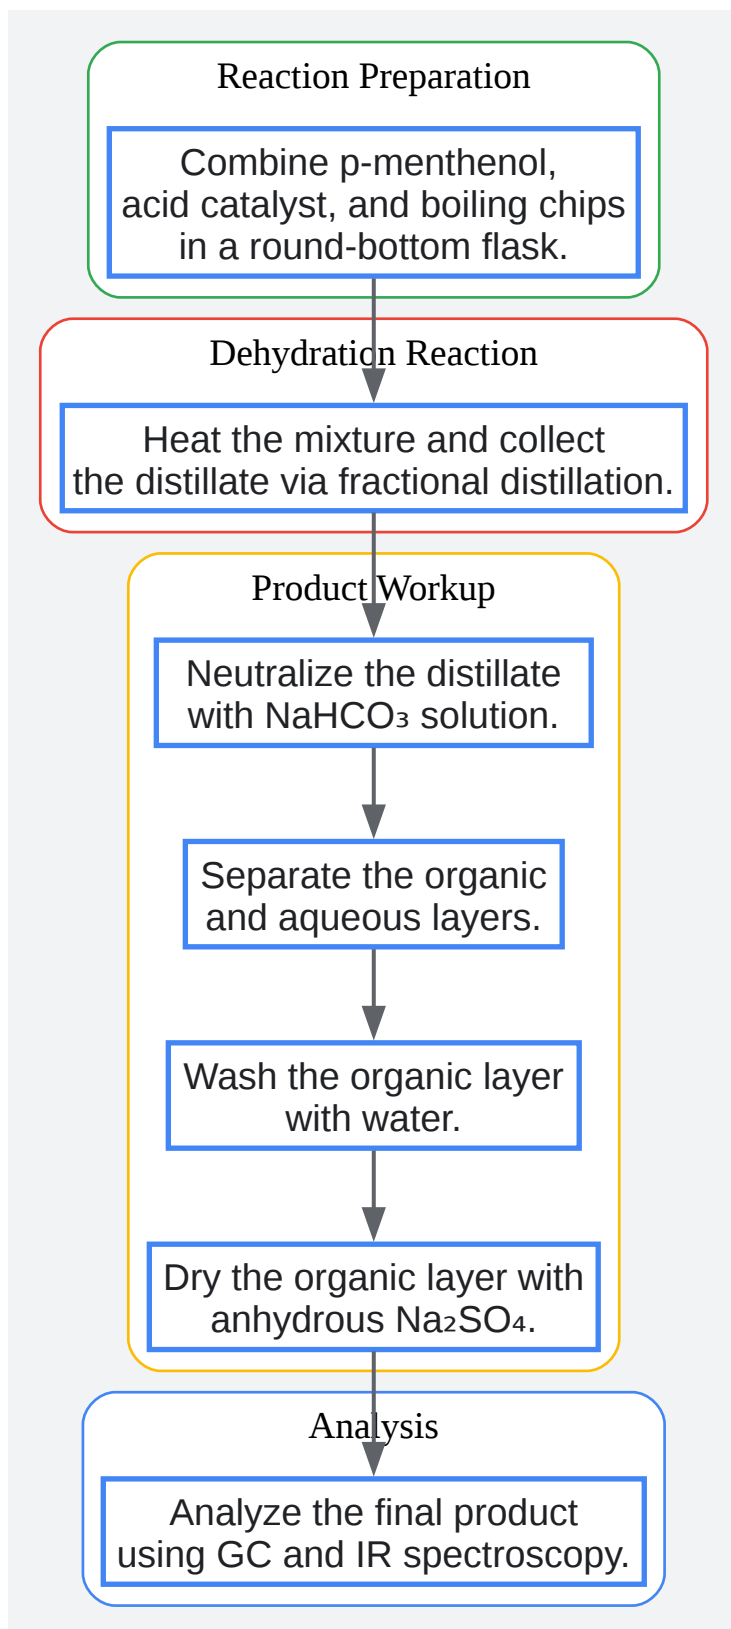 Reaction Preparation
Combine p-menthenol,
acid catalyst, and boiling chips
in a round-bottom flask.
Dehydration Reaction
Heat the mixture and collect
the distillate via fractional distillation.
Product Workup
Neutralize the distillate
with NaHCO₃ solution.
Separate the organic
and aqueous layers.
Wash the organic layer
with water.
Dry the organic layer with
anhydrous Na₂SO₄.
Analysis
Analyze the final product
using GC and IR spectroscopy.